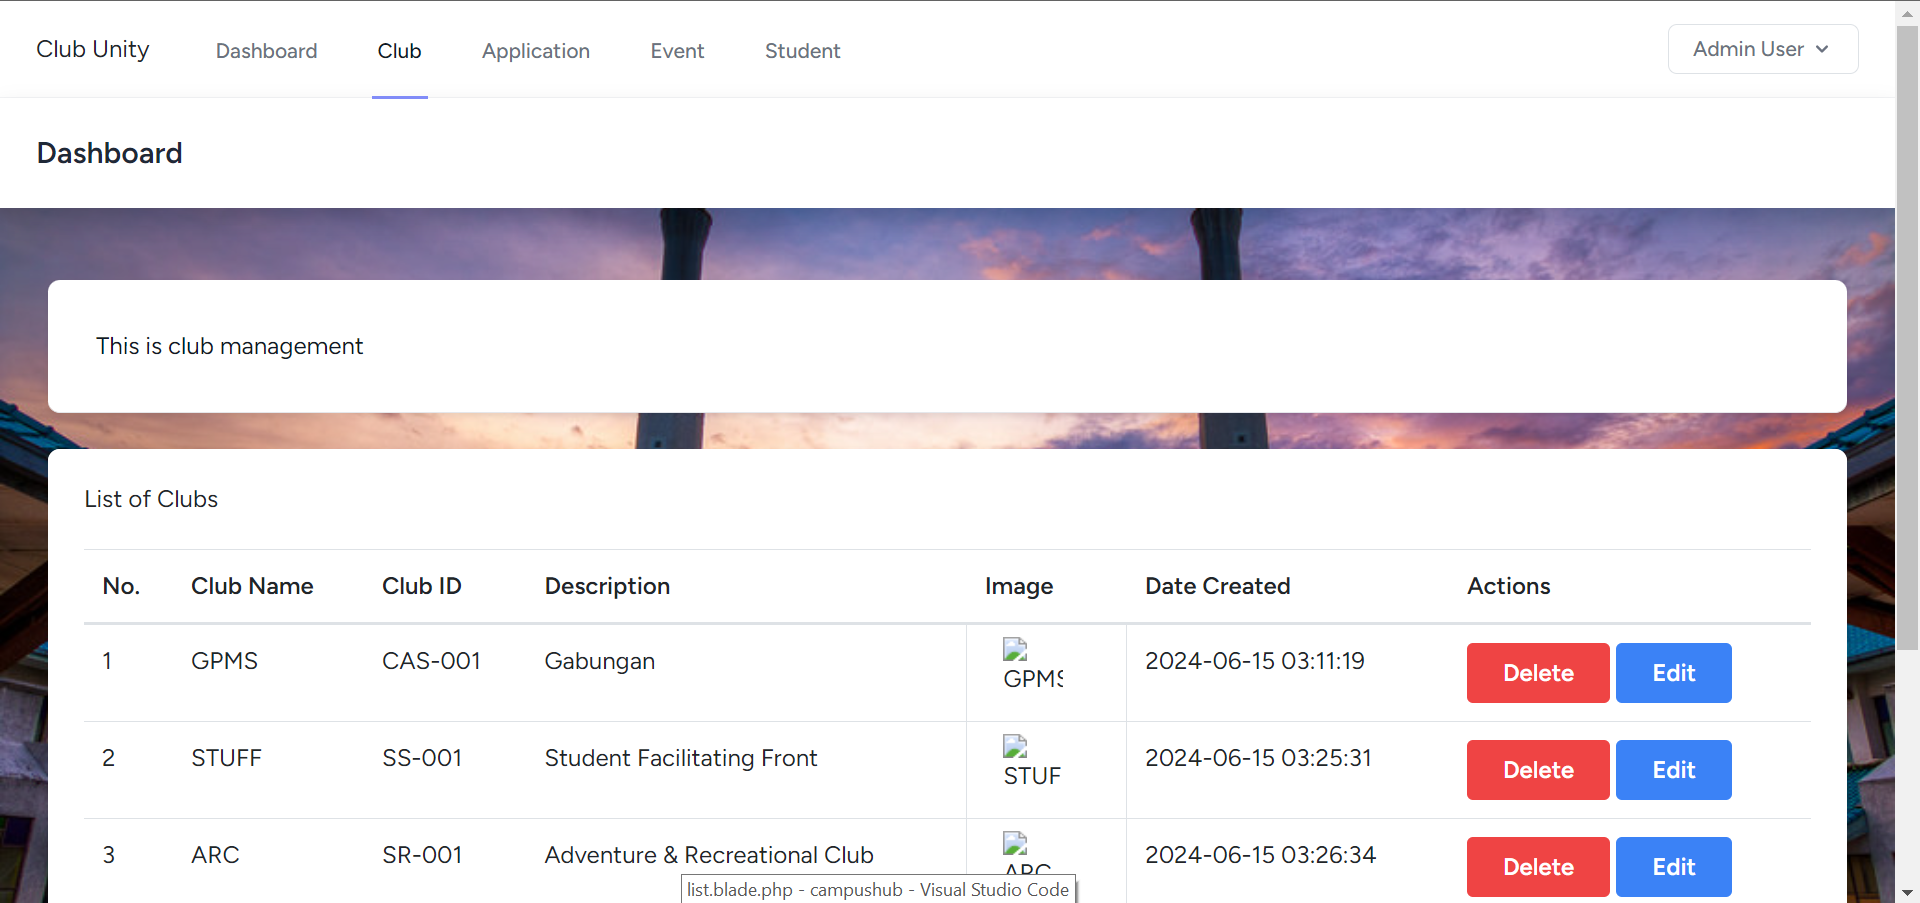 Club Unity Dashboard Club Application Event Student Admin User
Dashboard
This is club management
List of Clubs
No. Club Name Club ID Description Image Date Created Actions
1 GPMS CAS-001 Gabungan GPMS 2024-06-15 03:11:19 Delete Edit
2 STUFF SS-001 Student Facilitating Front STUF 2024-06-15 03:25:31 Delete Edit
3 ARC SR-001 Adventure & Recreational Club ARC 2024-06-15 03:26:34 Delete Edit
list.blade.php - campushub - Visual Studio Code